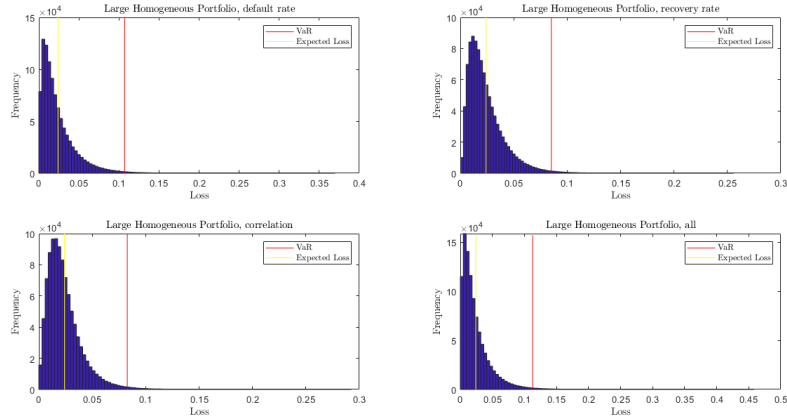 Large Homogeneous Portfolio, default rate
×10^4
15
10
5
0
Frequency
VaR
Expected Loss
0 0.05 0.1 0.15 0.2 0.25 0.3 0.35 0.4
Loss
Large Homogeneous Portfolio, recovery rate
×10^4
10
8
6
4
2
0
Frequency
VaR
Expected Loss
0 0.05 0.1 0.15 0.2 0.25 0.3
Loss
Large Homogeneous Portfolio, correlation
×10^4
10
8
6
4
2
0
Frequency
VaR
Expected Loss
0 0.05 0.1 0.15 0.2 0.25 0.3
Loss
Large Homogeneous Portfolio, all
×10^4
15
10
5
0
Frequency
VaR
Expected Loss
0 0.05 0.1 0.15 0.2 0.25 0.3 0.35 0.4 0.45 0.5
Loss